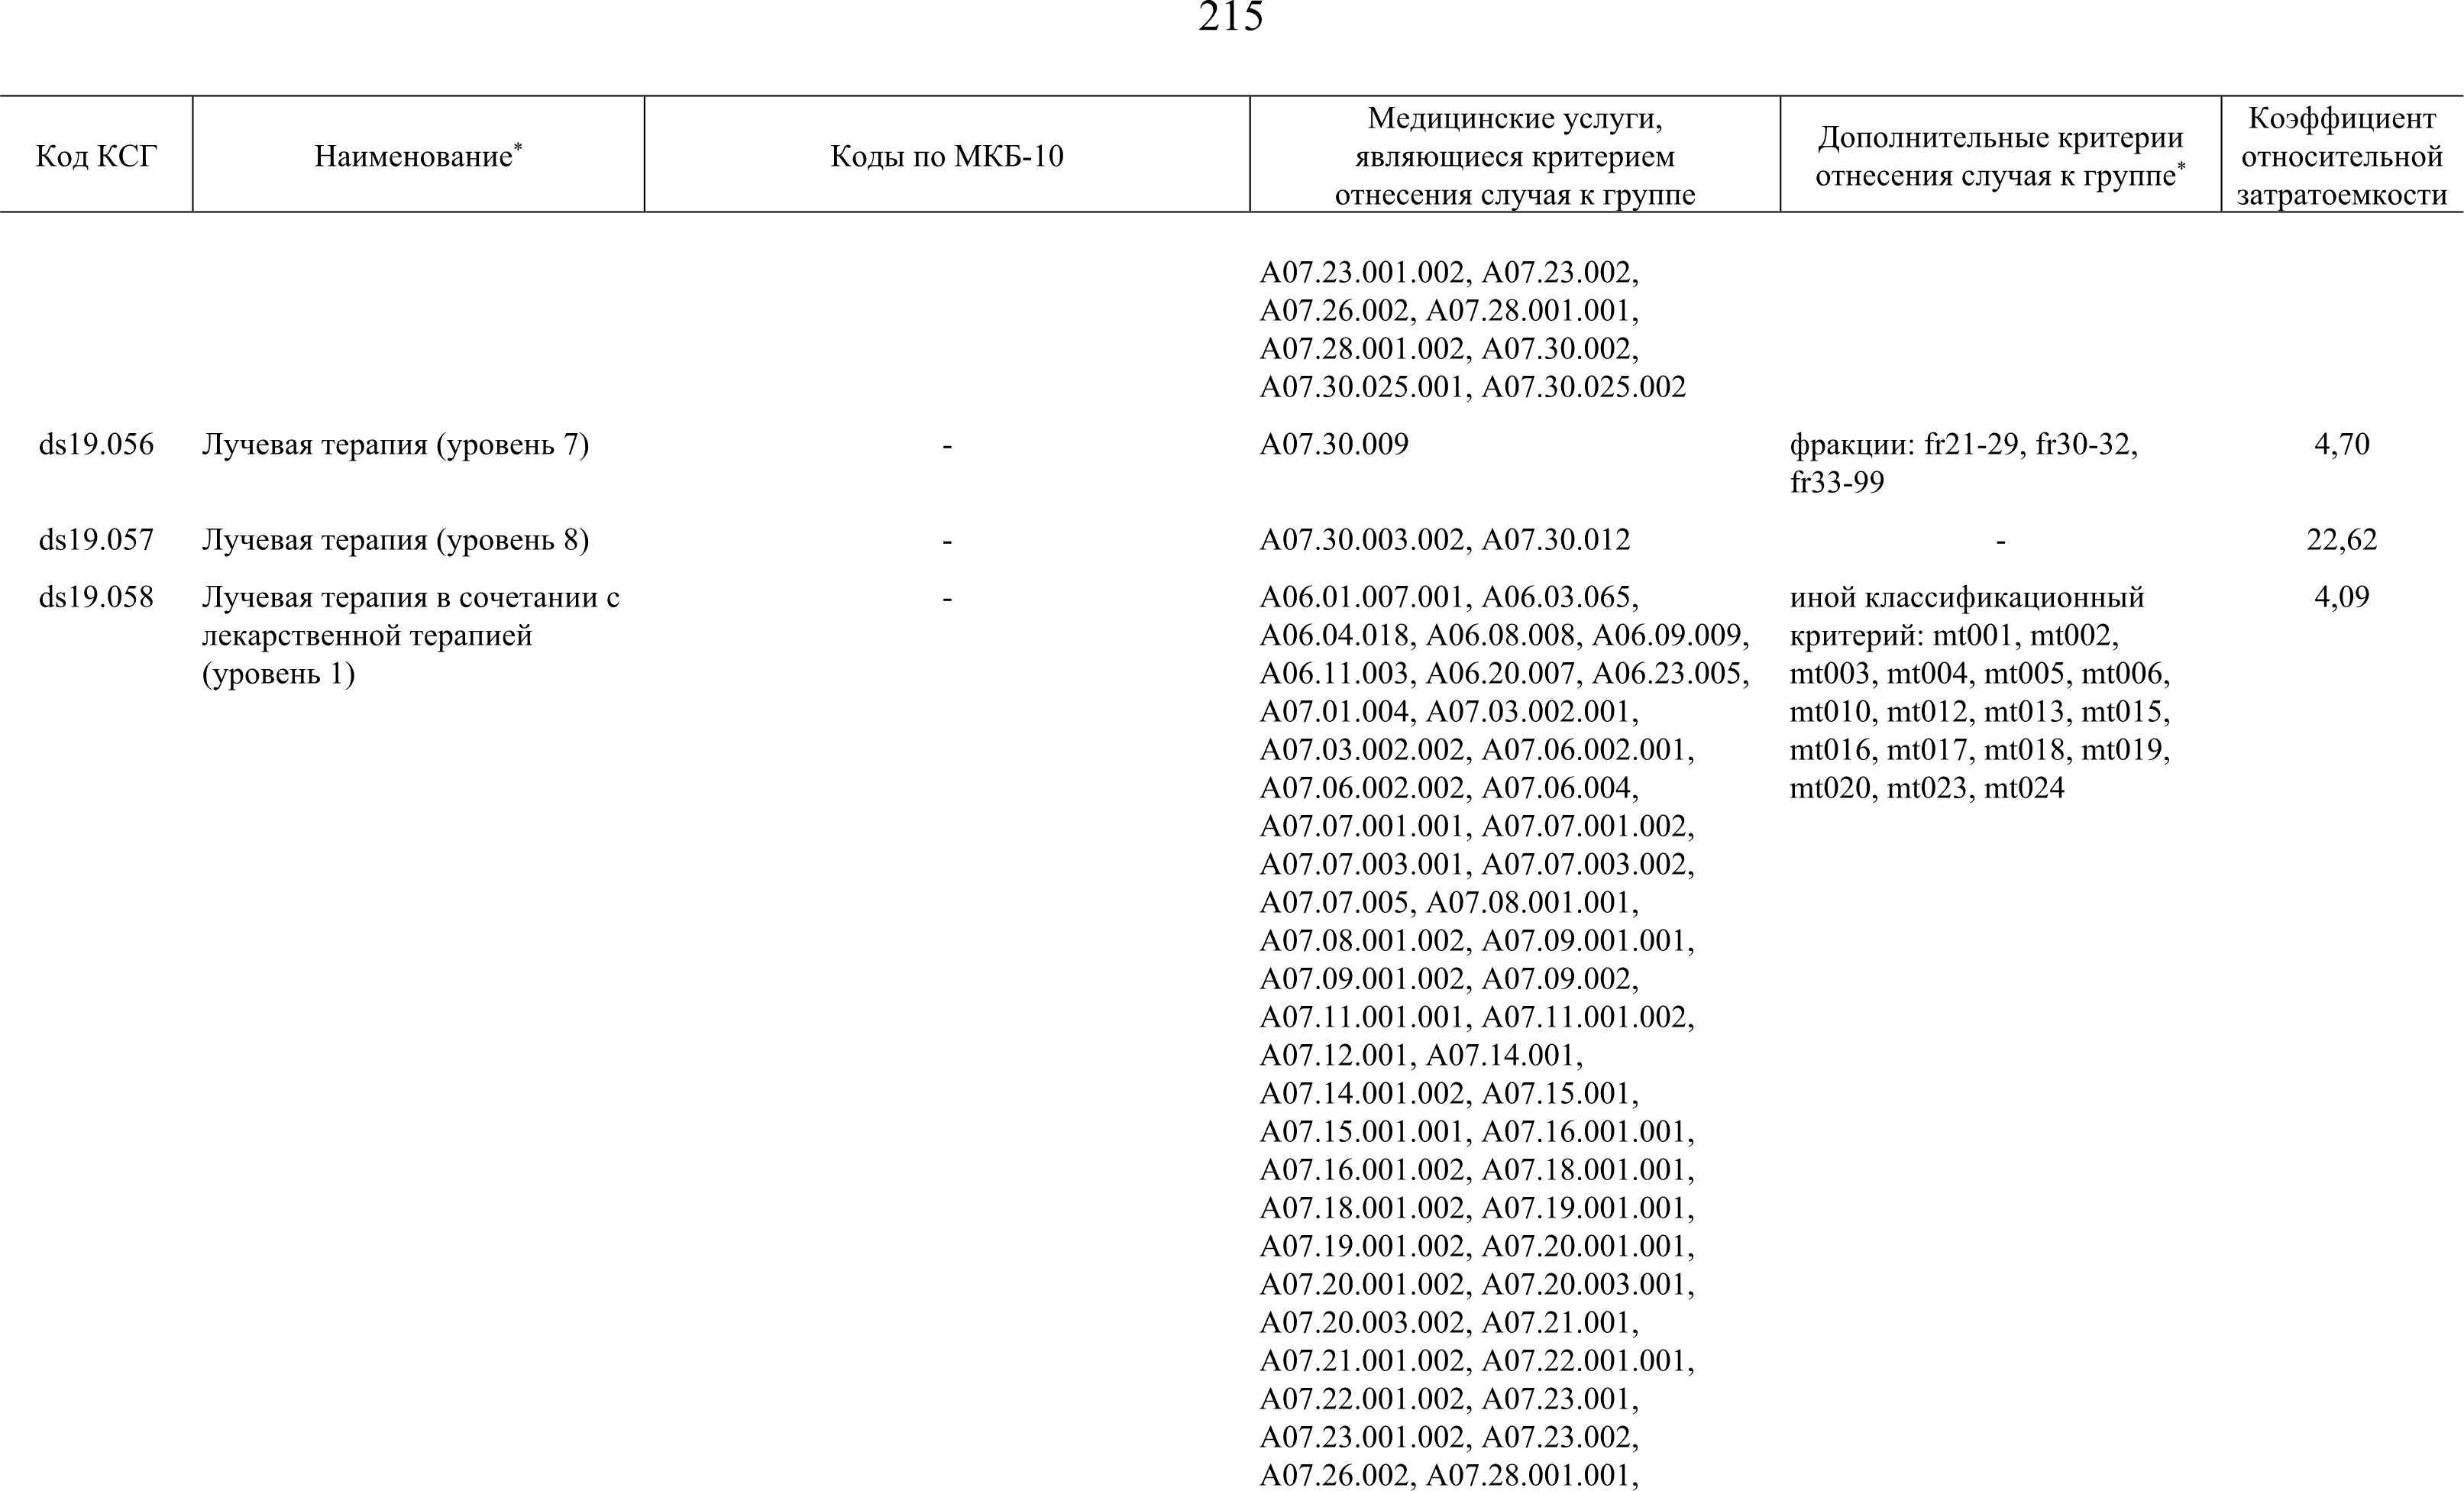 215
Код КСГ
Наименование*
Коды по МКБ-10
Медицинские услуги,
являющиеся критерием
отнесения случая к группе
Дополнительные критерии
отнесения случая к группе*
Коэффициент
относительной
затратоемкости
A07.23.001.002, A07.23.002,
A07.26.002, A07.28.001.001,
A07.28.001.002, A07.30.002,
A07.30.025.001, A07.30.025.002
ds19.056 Лучевая терапия (уровень 7) - A07.30.009 фракции: fr21-29, fr30-32, 4,70
fr33-99
ds19.057 Лучевая терапия (уровень 8) - A07.30.003.002, A07.30.012 - 22,62
ds19.058 Лучевая терапия в сочетании с - A06.01.007.001, A06.03.065, иной классификационный 4,09
лекарственной терапией A06.04.018, A06.08.008, A06.09.009, критерий: mt001, mt002,
(уровень 1) A06.11.003, A06.20.007, A06.23.005, mt003, mt004, mt005, mt006,
A07.01.004, A07.03.002.001, mt010, mt012, mt013, mt015,
A07.03.002.002, A07.06.002.001, mt016, mt017, mt018, mt019,
A07.06.002.002, A07.06.004, mt020, mt023, mt024
A07.07.001.001, A07.07.001.002,
A07.07.003.001, A07.07.003.002,
A07.07.005, A07.08.001.001,
A07.08.001.002, A07.09.001.001,
A07.09.001.002, A07.09.002,
A07.11.001.001, A07.11.001.002,
A07.12.001, A07.14.001,
A07.14.001.002, A07.15.001,
A07.15.001.001, A07.16.001.001,
A07.16.001.002, A07.18.001.001,
A07.18.001.002, A07.19.001.001,
A07.19.001.002, A07.20.001.001,
A07.20.001.002, A07.20.003.001,
A07.20.003.002, A07.21.001,
A07.21.001.002, A07.22.001.001,
A07.22.001.002, A07.23.001,
A07.23.001.002, A07.23.002,
A07.26.002, A07.28.001.001,